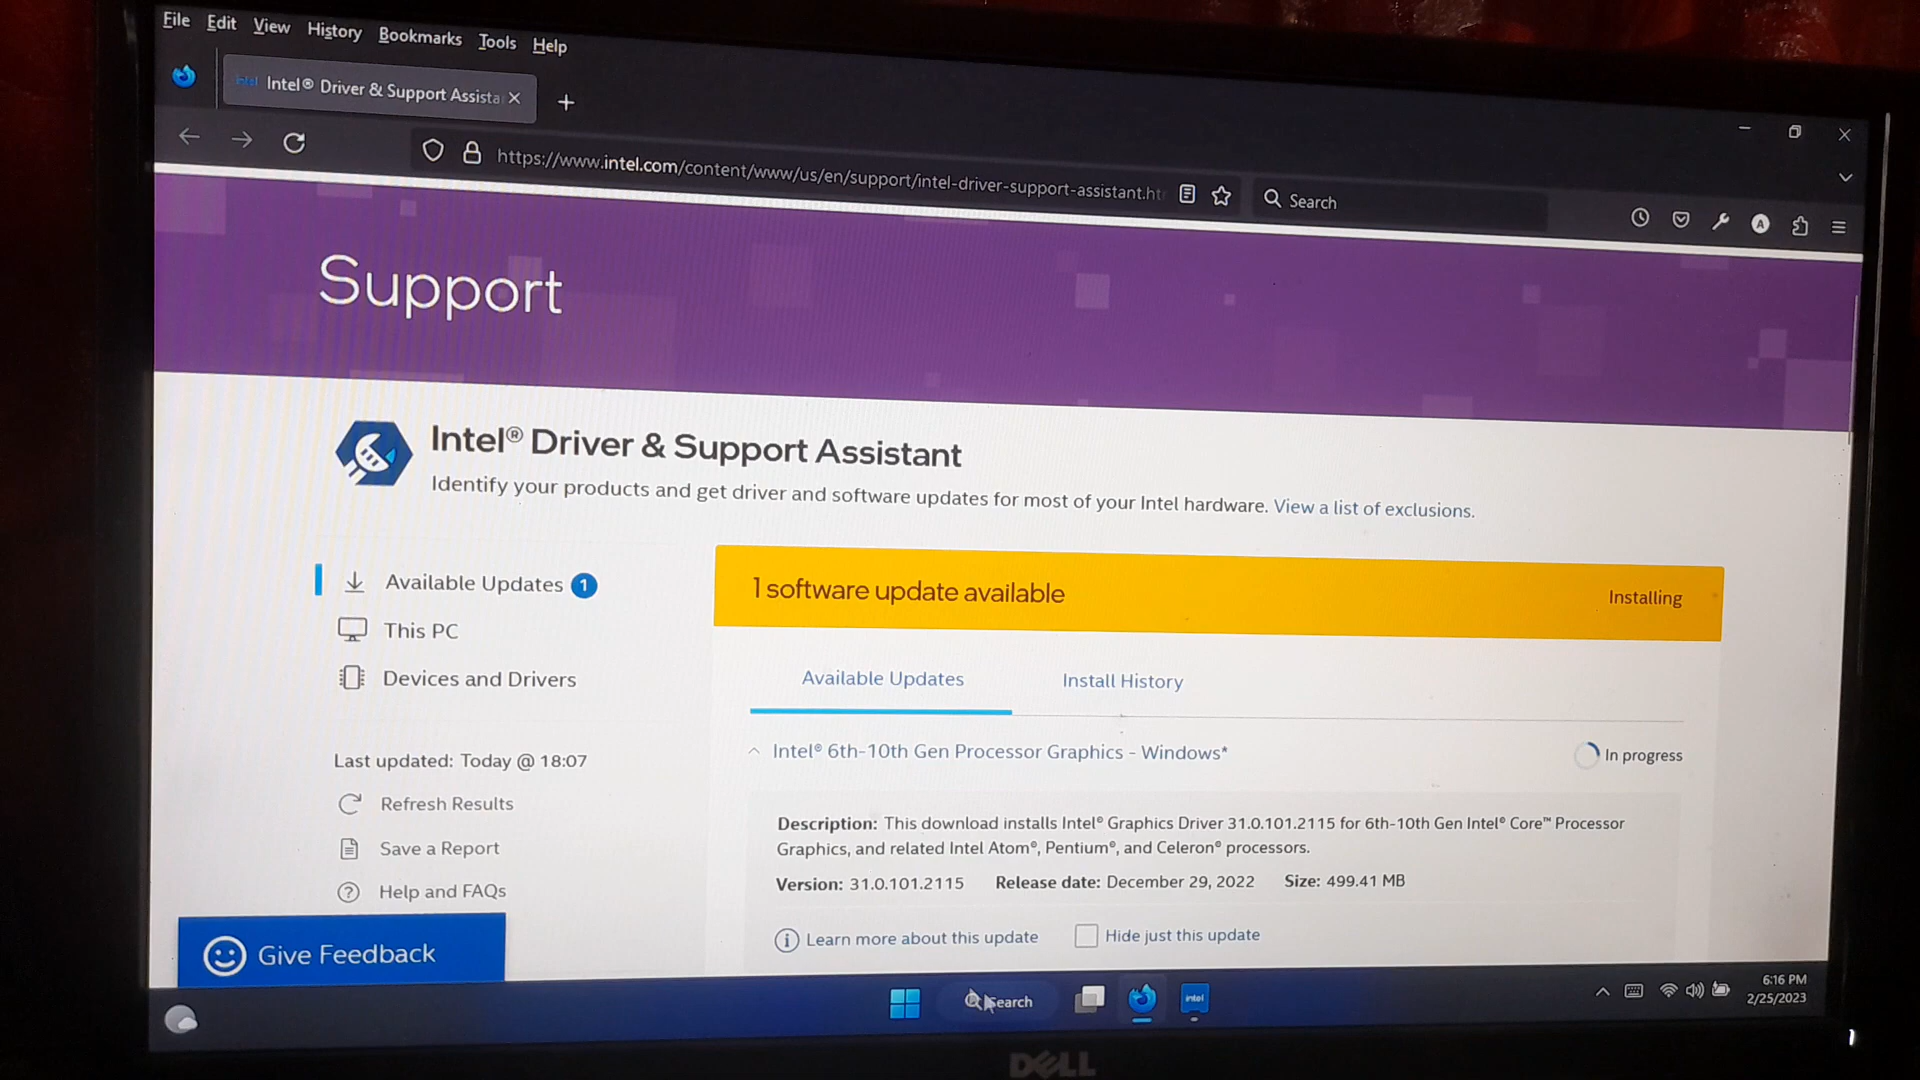 File Edit View History Bookmarks Tools Help
intel Intel® Driver & Support Assista
https://www.intel.com/content/www/us/en/support/intel-driver-support-assistant.ht
Search
A
Support
Intel® Driver & Support Assistant
Identify your products and get driver and software updates for most of your Intel hardware. View a list of exclusions.
Available Updates 1
This PC
Devices and Drivers
Last updated: Today @ 18:07
Refresh Results
Save a Report
Help and FAQs
Give Feedback
1 software update available Installing
Available Updates Install History
Intel® 6th-10th Gen Processor Graphics - Windows* In progress
Description: This download installs Intel® Graphics Driver 31.0.101.2115 for 6th-10th Gen Intel® Core™ Processor
Graphics, and related Intel Atom®, Pentium®, and Celeron® processors.
Version: 31.0.101.2115 Release date: December 29, 2022 Size: 499.41 MB
Learn more about this update Hide just this update
Search
intel
6:16 PM
2/25/2023
DELL